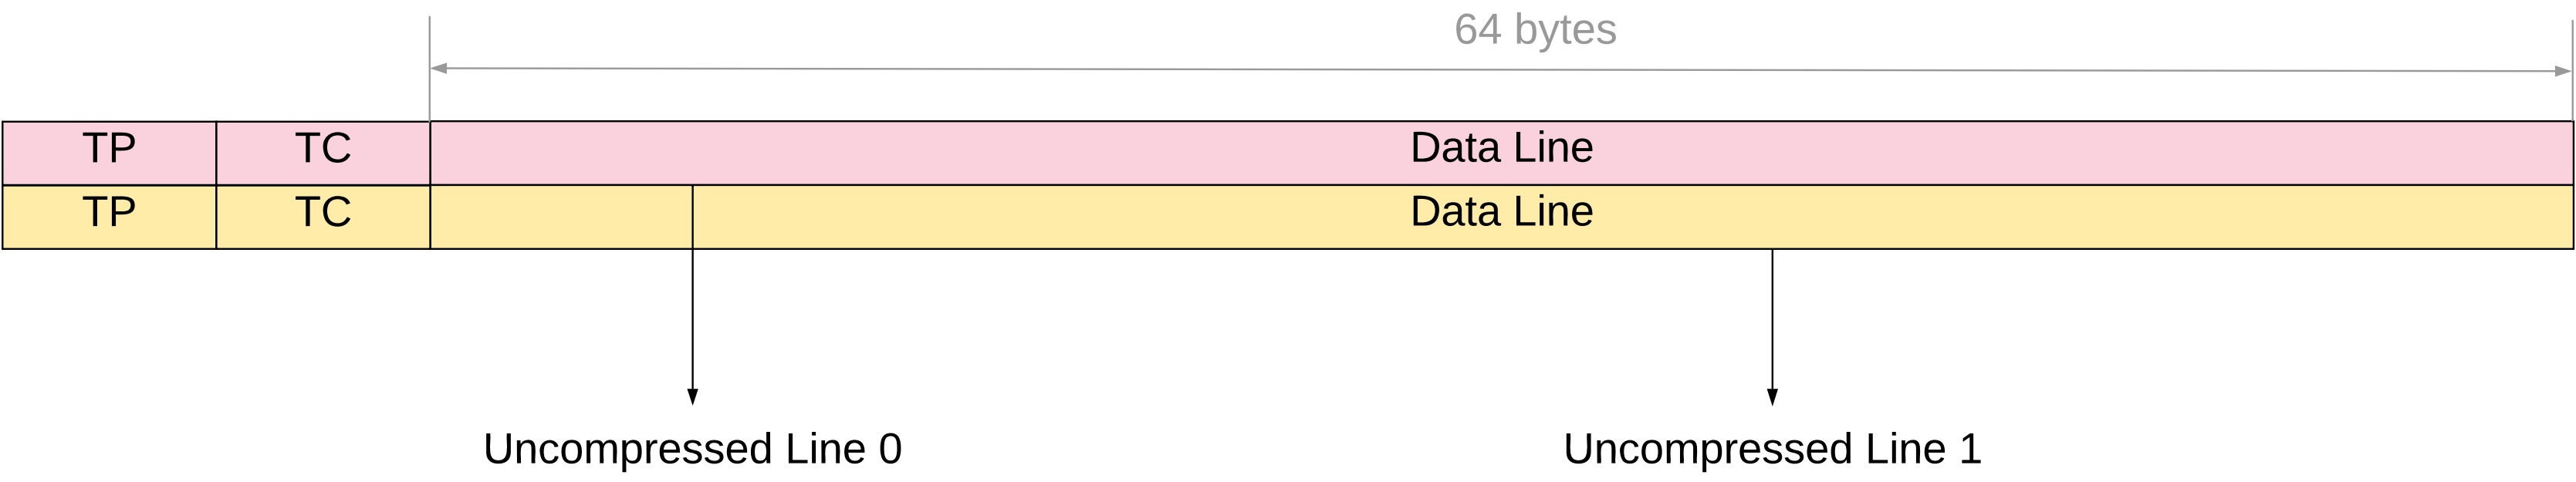 64 bytes
TP TC Data Line
TP TC Data Line
Uncompressed Line 0 Uncompressed Line 1